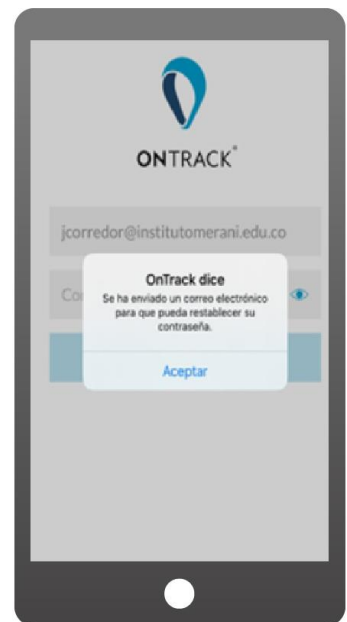 ONTRACK®
jcorredor@institutomerani.edu.co
Co
OnTrack dice
Se ha enviado un correo electrónico
para que pueda restablecer su
contraseña.
Aceptar